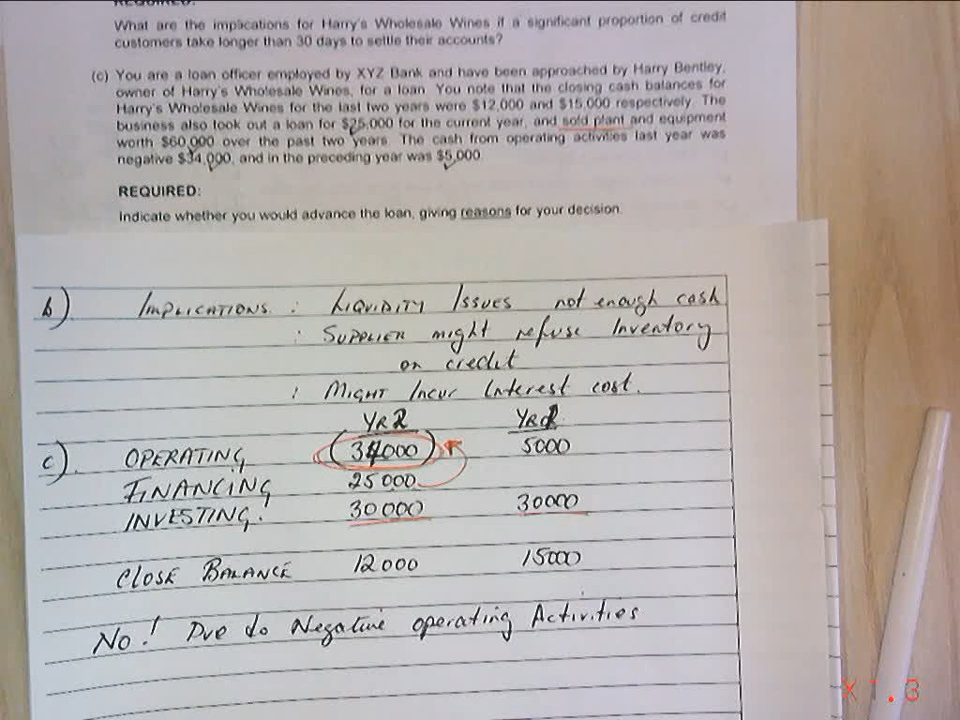 REQUIRED:
What are the implications for Harry's Wholesale Wines if a significant proportion of credit
customers take longer than 30 days to settle their accounts?
(c) You are a loan officer employed by XYZ Bank and have been approached by Harry Bentley,
owner of Harry's Wholesale Wines, for a loan. You note that the closing cash balances for
Harry's Wholesale Wines for the last two years were $12,000 and $15,000 respectively. The
business also took out a loan for $25,000 for the current year, and sold plant and equipment
worth $60,000 over the past two years. The cash from operating activities last year was
negative $34,000, and in the preceding year was $5,000.
REQUIRED:
Indicate whether you would advance the loan, giving reasons for your decision.
b) IMPLICATIONS : LIQUIDITY ISSUES not enough cash
: SUPPLIER might refuse Inventory
on credit
: MIGHT Incur Interest cost.
YR2 YR1
c). OPERATING (34000) 5000
FINANCING 25000
INVESTING. 30000 30000
CLOSE BALANCE 12000 15000
No! Due to Negative operating Activities